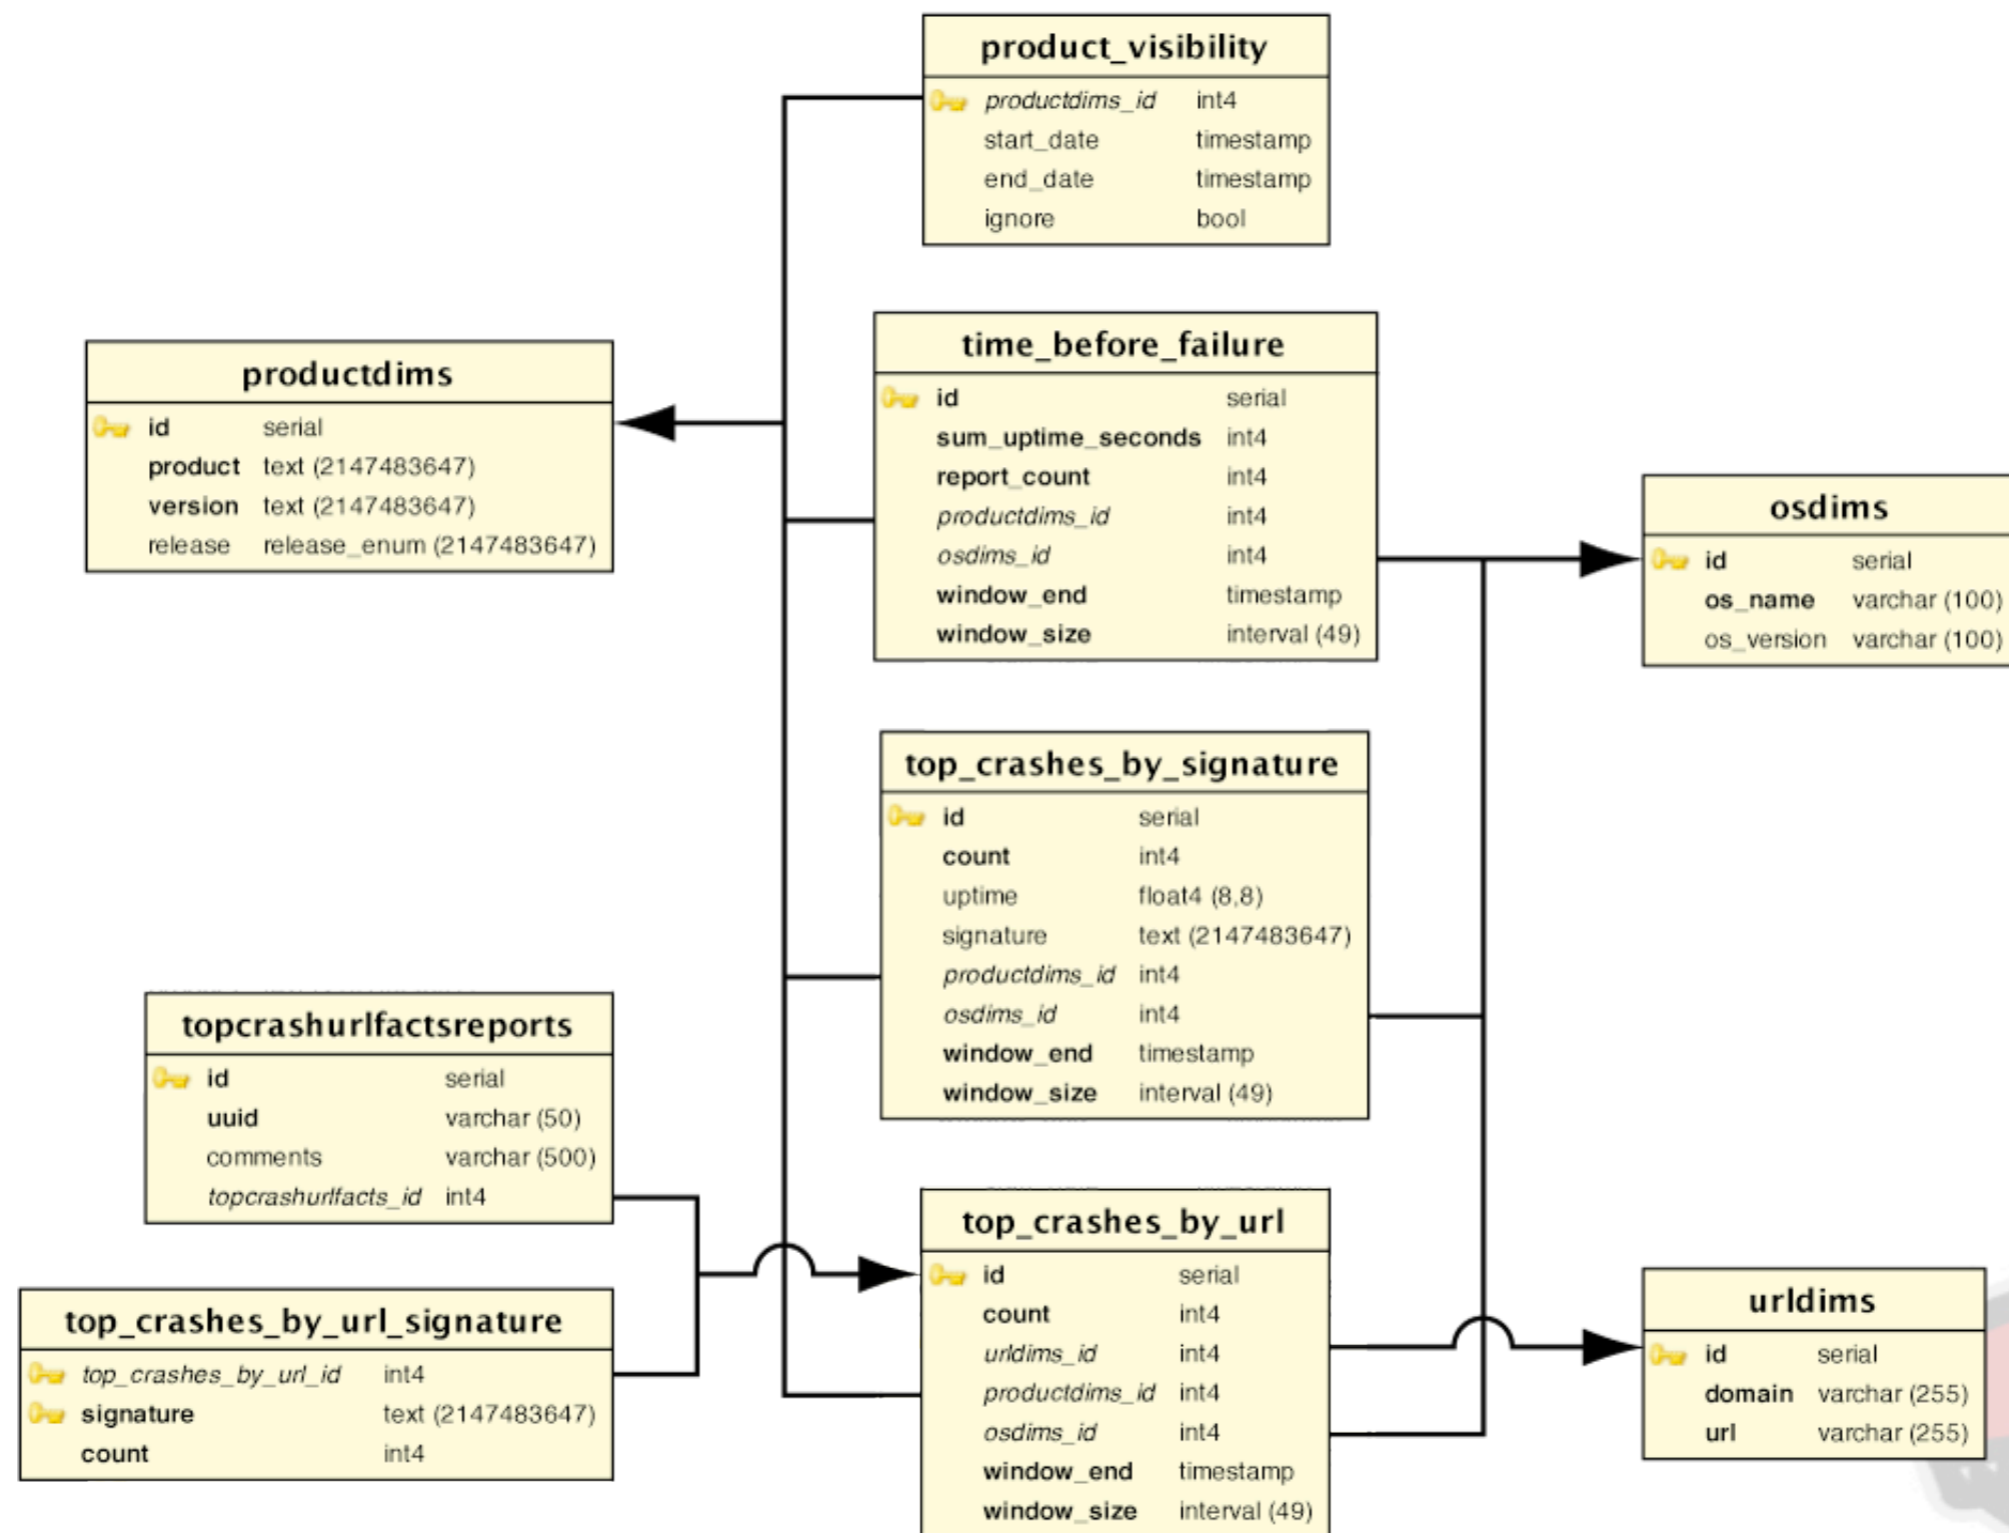 product_visibility
productdims_id int4
start_date timestamp
end_date timestamp
ignore bool
time_before_failure
id serial
sum_uptime_seconds int4
report_count int4
productdims_id int4
osdims_id int4
window_end timestamp
window_size interval (49)
productdims
id serial
product text (2147483647)
version text (2147483647)
release release_enum (2147483647)
osdims
id serial
os_name varchar (100)
os_version varchar (100)
top_crashes_by_signature
id serial
count int4
uptime float4 (8,8)
signature text (2147483647)
productdims_id int4
osdims_id int4
window_end timestamp
window_size interval (49)
topcrashurlfactsreports
id serial
uuid varchar (50)
comments varchar (500)
topcrashurlfacts_id int4
top_crashes_by_url
id serial
count int4
urldims_id int4
productdims_id int4
osdims_id int4
window_end timestamp
window_size interval (49)
top_crashes_by_url_signature
top_crashes_by_url_id int4
signature text (2147483647)
count int4
urldims
id serial
domain varchar (255)
url varchar (255)